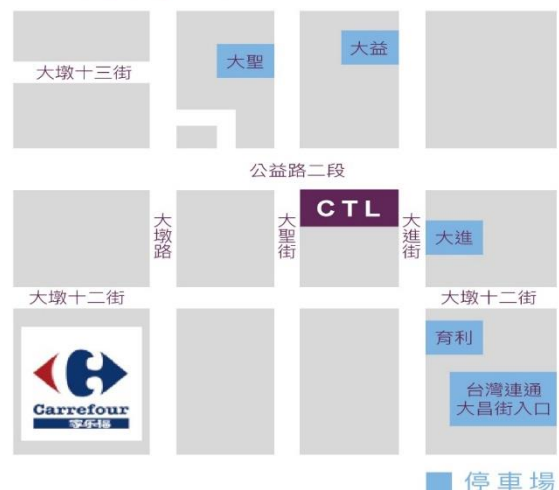 大益
大聖
大墩十三街
公益路二段
CTL
大墩路
大聖街
大進街
大進
大墩十二街
大墩十二街
育利
台灣連通
大昌街入口
Carrefour
家乐福
停車場